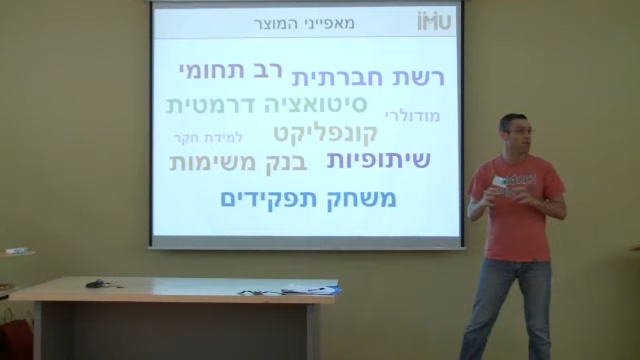 מאפייני המוצר
iMU
רשת חברתית רב תחומי
מודולרי סיטואציה דרמטית
קונפליקט למידת חקר
שיתופיות בנק משימות
משחק תפקידים